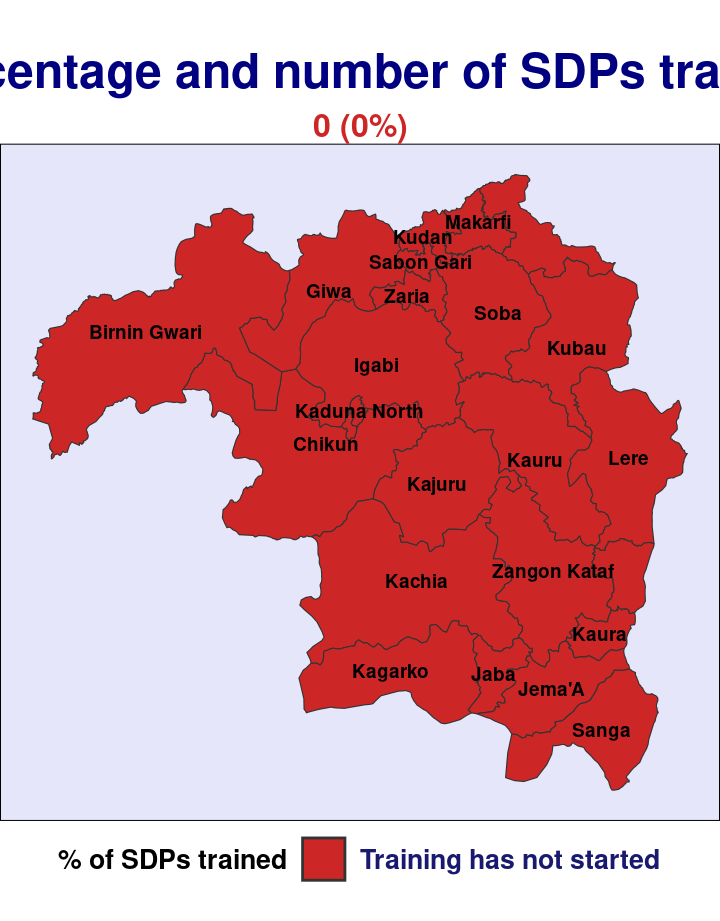 centage and number of SDPs tra
0 (0%)
Makarfi
Kudan
Sabon Gari
Giwa
Zaria
Soba
Birnin Gwari
Kubau
Igabi
Kaduna North
Chikun
Kauru
Lere
Kajuru
Zangon Kataf
Kachia
Kaura
Kagarko
Jaba
Jema'A
Sanga
% of SDPs trained
Training has not started